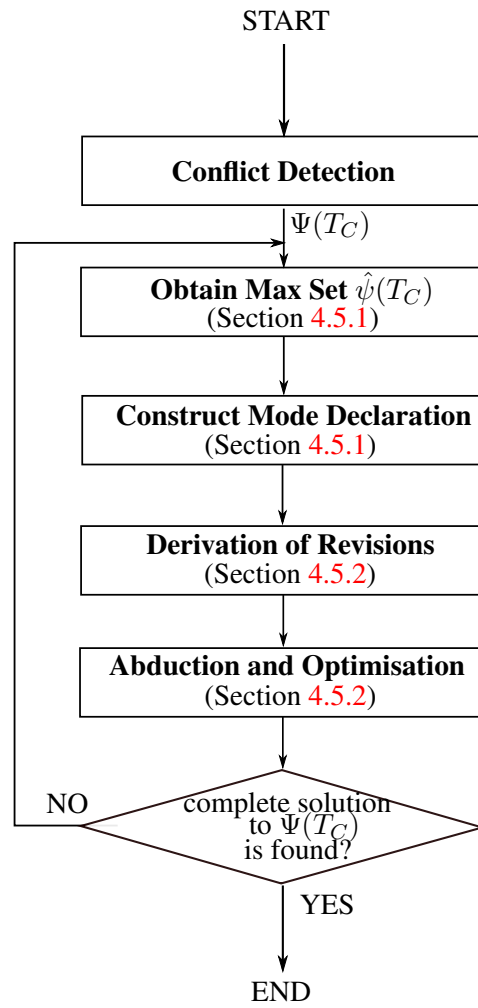 START
Conflict Detection
Ψ(T_C)
Obtain Max Set ψ̂(T_C)
(Section 4.5.1)
Construct Mode Declaration
(Section 4.5.1)
Derivation of Revisions
(Section 4.5.2)
Abduction and Optimisation
(Section 4.5.2)
NO
complete solution
to Ψ(T_C)
is found?
YES
END